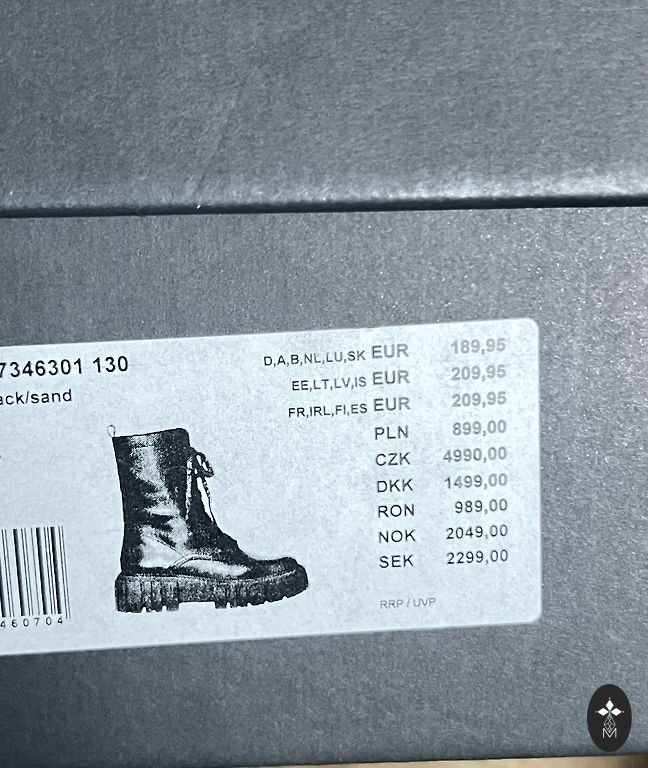 7346301 130
ack/sand
D,A,B,NL,LU,SK EUR 189,95
EE,LT,LV,IS EUR 209,95
FR,IRL,FI,ES EUR 209,95
PLN 899,00
CZK 4990,00
DKK 1499,00
RON 989,00
NOK 2049,00
SEK 2299,00
RRP / UVP
460704
M